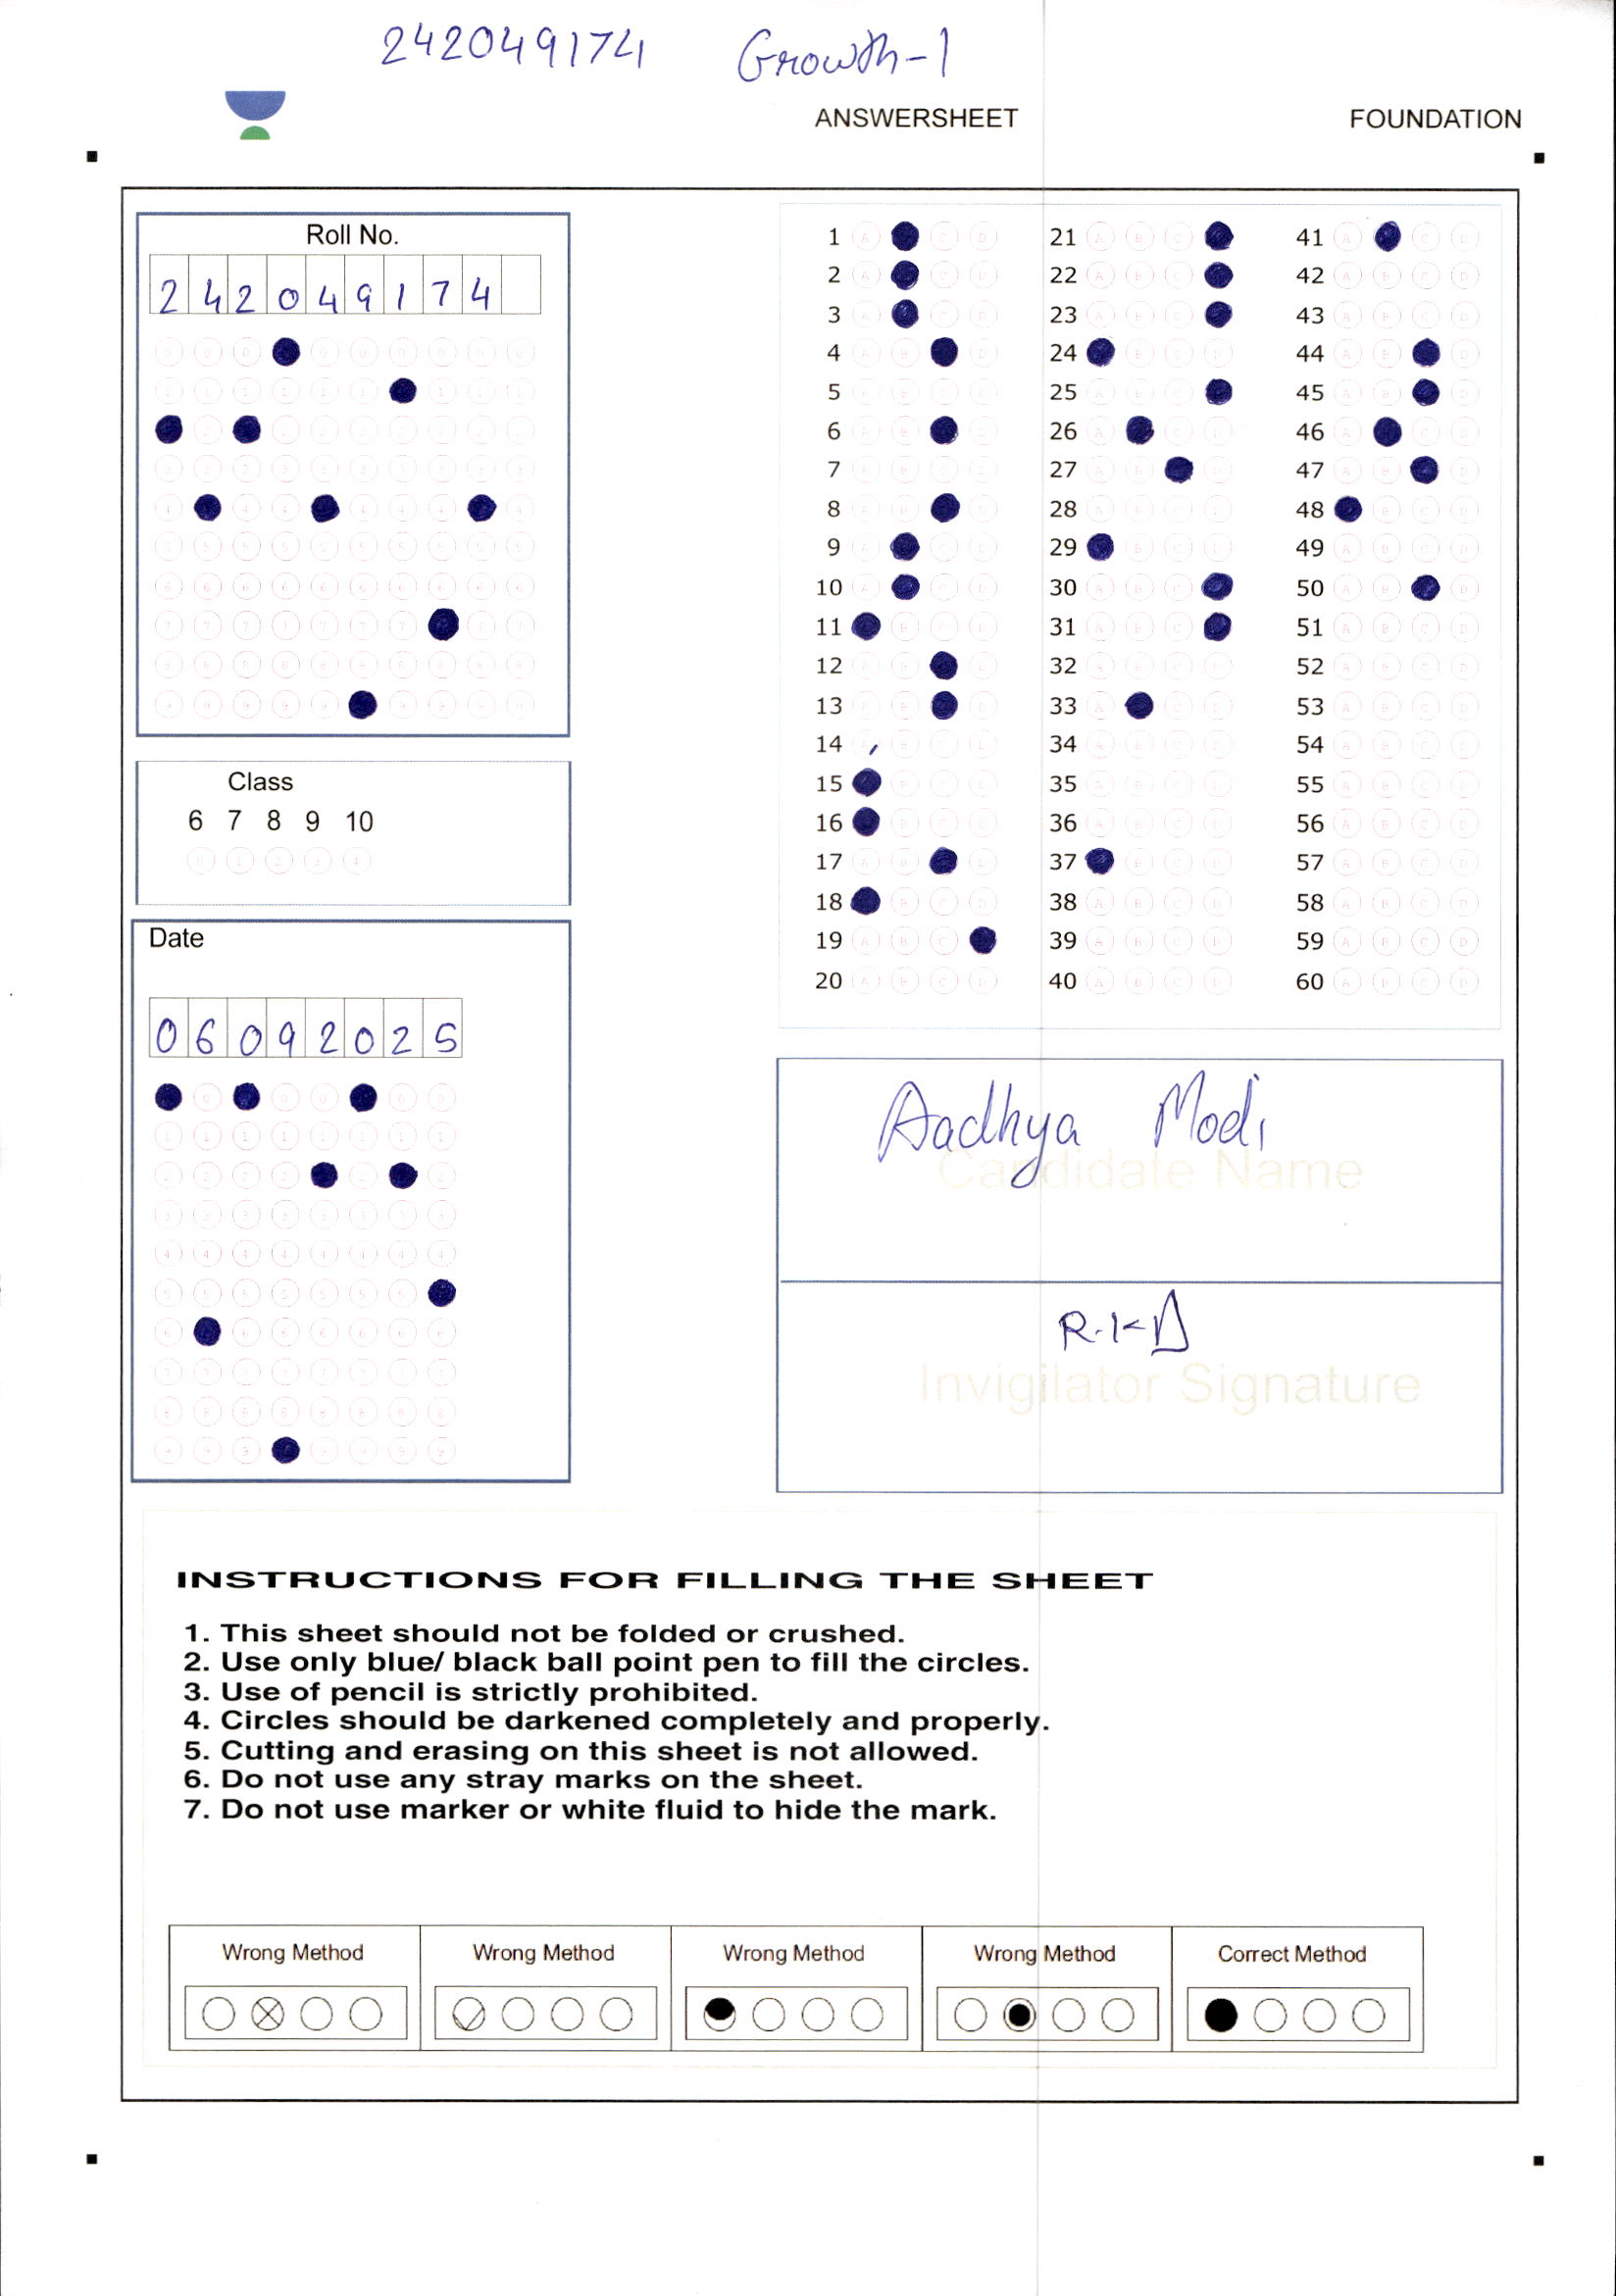 242049174 Growth-1
ANSWERSHEET FOUNDATION
Roll No.
2 4 2 0 4 9 1 7 4
Class
6 7 8 9 10
Date
0 6 0 9 2 0 2 5
1 21 41
2 22 42
3 23 43
4 24 44
5 25 45
6 26 46
7 27 47
8 28 48
9 29 49
10 30 50
11 31 51
12 32 52
13 33 53
14 34 54
15 35 55
16 36 56
17 37 57
18 38 58
19 39 59
20 40 60
Aadhya Modi
Candidate Name
R.K
Invigilator Signature
INSTRUCTIONS FOR FILLING THE SHEET
1. This sheet should not be folded or crushed.
2. Use only blue/ black ball point pen to fill the circles.
3. Use of pencil is strictly prohibited.
4. Circles should be darkened completely and properly.
5. Cutting and erasing on this sheet is not allowed.
6. Do not use any stray marks on the sheet.
7. Do not use marker or white fluid to hide the mark.
Wrong Method Wrong Method Wrong Method Wrong Method Correct Method